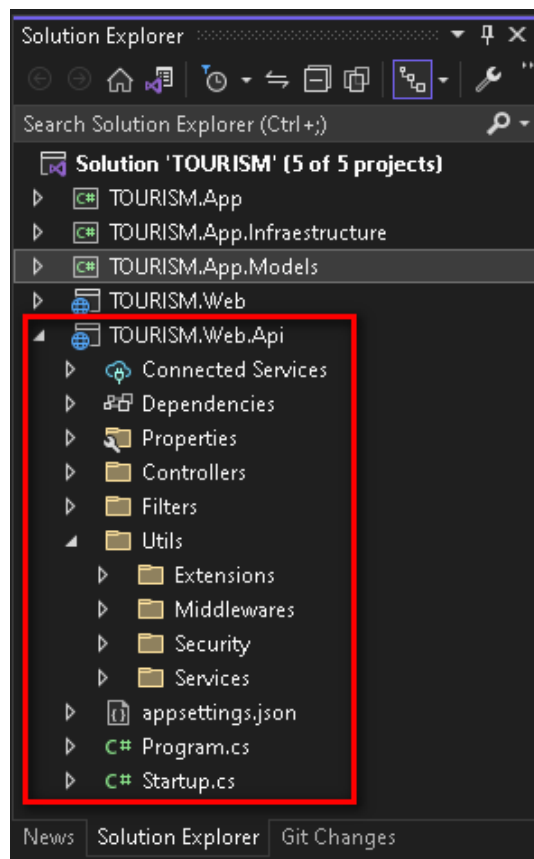 Solution Explorer
Search Solution Explorer (Ctrl+;)
Solution 'TOURISM' (5 of 5 projects)
C# TOURISM.App
C# TOURISM.App.Infraestructure
C# TOURISM.App.Models
TOURISM.Web
TOURISM.Web.Api
Connected Services
Dependencies
Properties
Controllers
Filters
Utils
Extensions
Middlewares
Security
Services
appsettings.json
C# Program.cs
C# Startup.cs
News Solution Explorer Git Changes